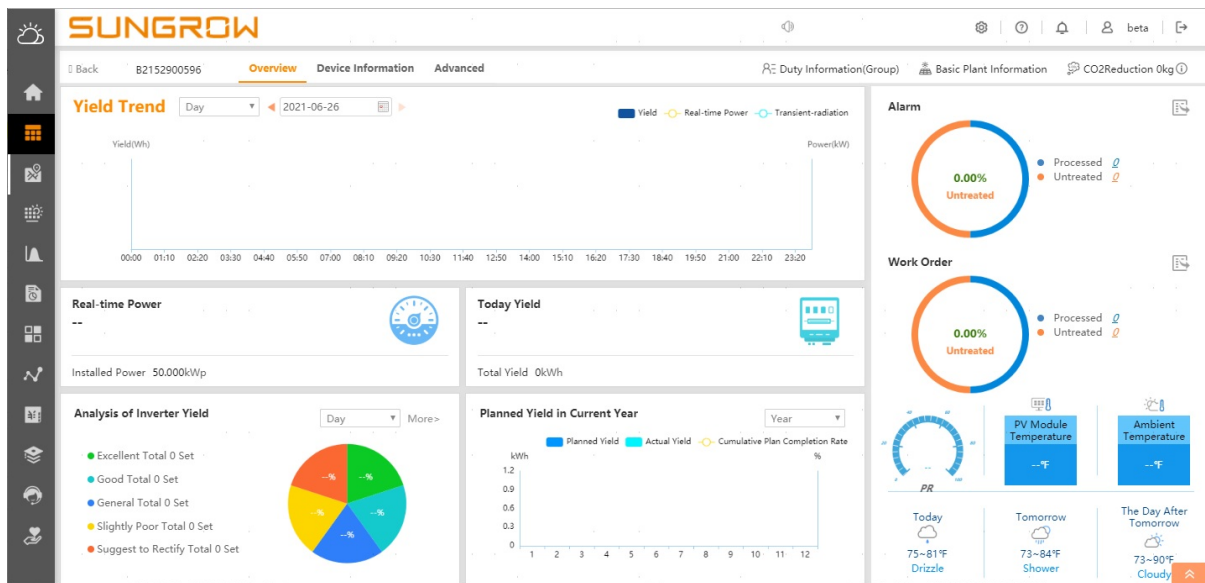 SUNGROW
beta
Back
B2152900596
Overview
Device Information
Advanced
Duty Information(Group)
Basic Plant Information
CO2Reduction 0kg
Yield Trend
Day
2021-06-26
Yield
Real-time Power
Transient-radiation
Yield(Wh)
Power(kW)
00:00 01:10 02:20 03:30 04:40 05:50 07:00 08:10 09:20 10:30 11:40 12:50 14:00 15:10 16:20 17:30 18:40 19:50 21:00 22:10 23:20
Alarm
0.00%
Untreated
Processed 0
Untreated 0
Work Order
0.00%
Untreated
Processed 0
Untreated 0
Real-time Power
--
Installed Power 50.000kWp
Today Yield
--
Total Yield 0kWh
Analysis of Inverter Yield
Day
More>
Excellent Total 0 Set
Good Total 0 Set
General Total 0 Set
Slightly Poor Total 0 Set
Suggest to Rectify Total 0 Set
--% --%
--% --%
--%
Planned Yield in Current Year
Year
Planned Yield
Actual Yield
Cumulative Plan Completion Rate
kWh
%
1.2
0.9
0.6
0.3
0
1 2 3 4 5 6 7 8 9 10 11 12
--
PR
PV Module
Temperature
--℉
Ambient
Temperature
--℉
Today
75~81℉
Drizzle
Tomorrow
73~84℉
Shower
The Day After
Tomorrow
73~90℉
Cloudy